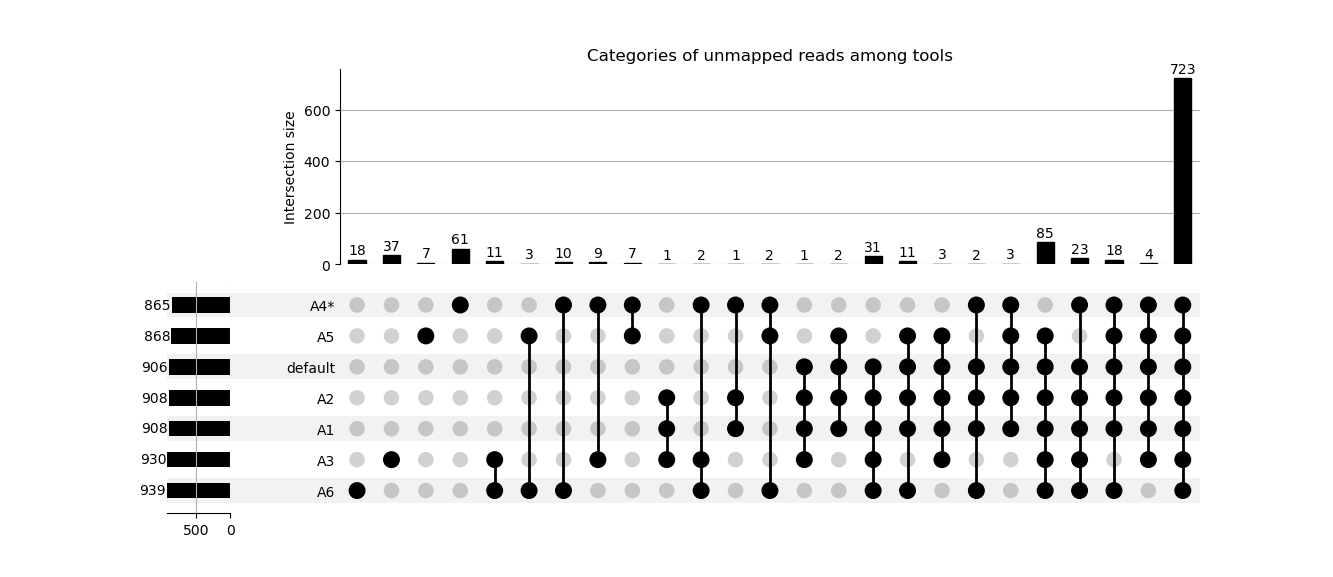 Categories of unmapped reads among tools
Intersection size
600
400
200
0
18 37 7 61 11 3 10 9 7 1 2 1 2 1 2 31 11 3 2 3 85 23 18 4 723
865 A4*
868 A5
906 default
908 A2
908 A1
930 A3
939 A6
500 0